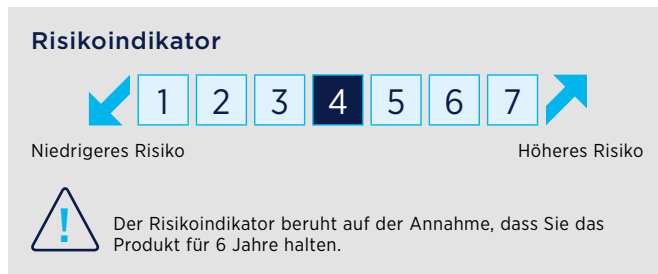 Risikoindikator
1 2 3 4 5 6 7
Niedrigeres Risiko Höheres Risiko
!
Der Risikoindikator beruht auf der Annahme, dass Sie das
Produkt für 6 Jahre halten.